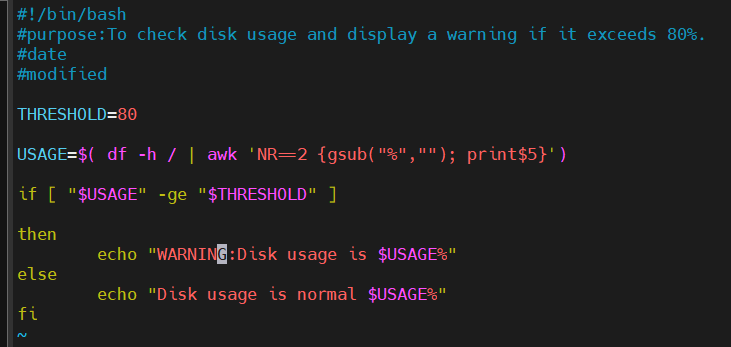 #!/bin/bash
#purpose:To check disk usage and display a warning if it exceeds 80%.
#date
#modified
THRESHOLD=80
USAGE=$( df -h / | awk 'NR==2 {gsub("%",""); print$5}')
if [ "$USAGE" -ge "$THRESHOLD" ]
then
echo "WARNING:Disk usage is $USAGE%"
else
echo "Disk usage is normal $USAGE%"
fi
~